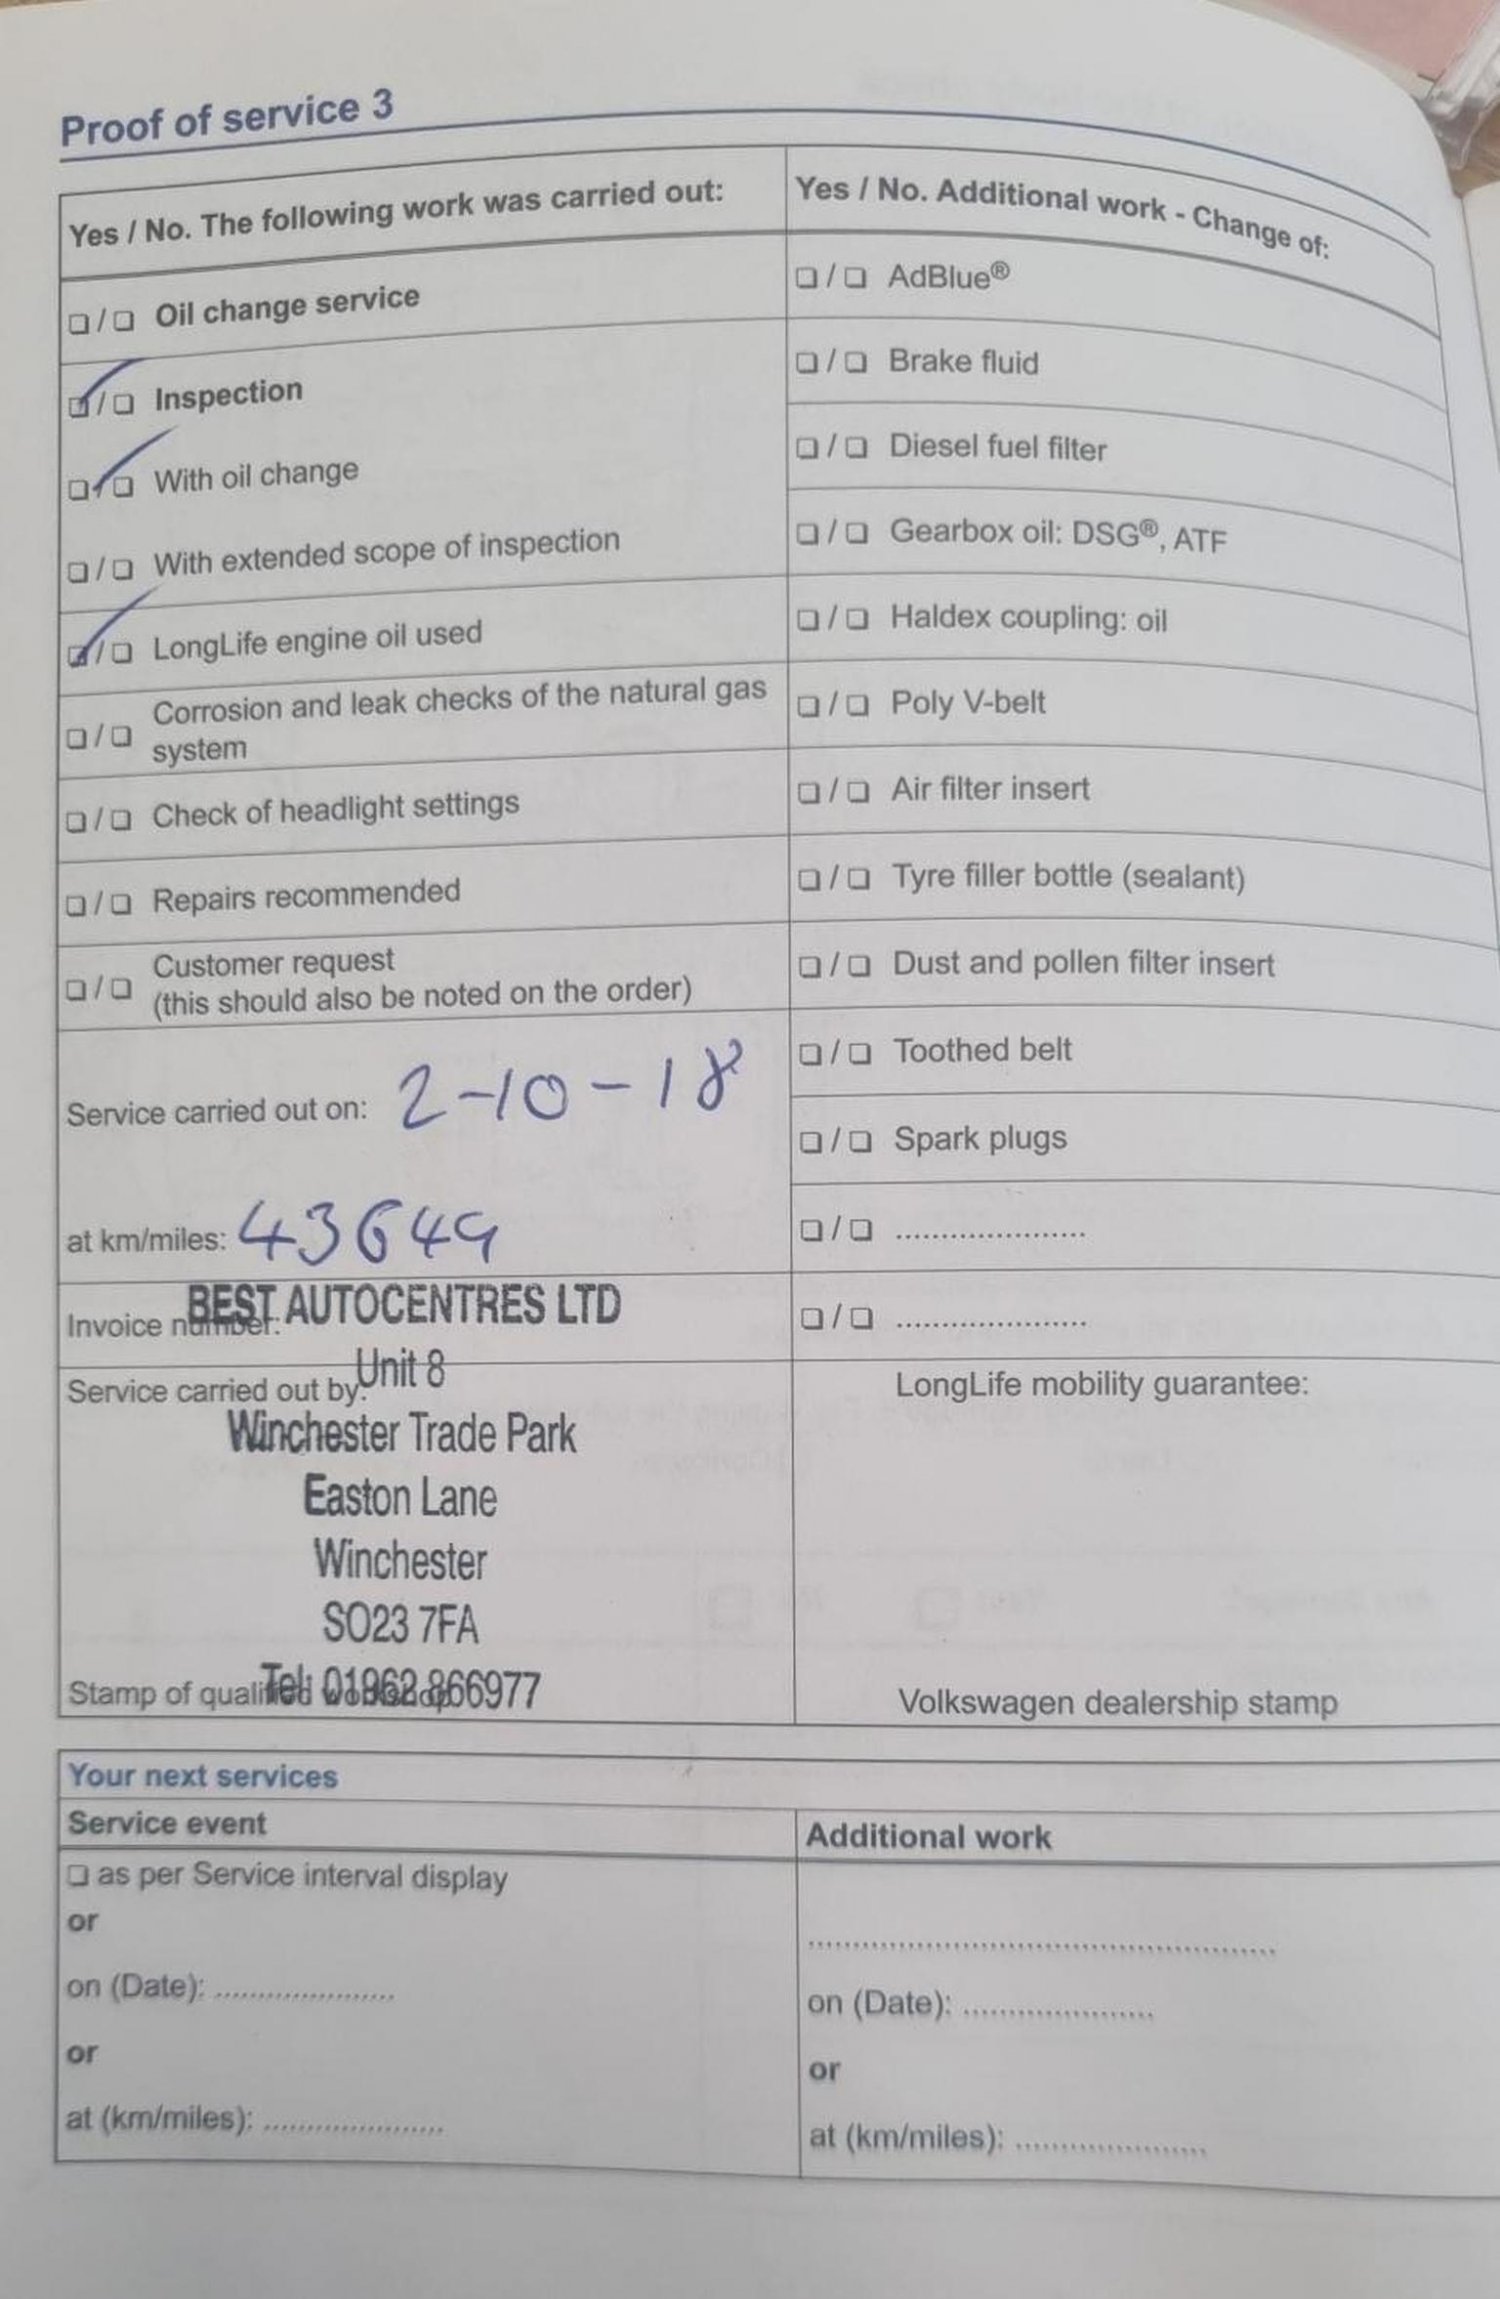 Proof of service 3
Yes / No. The following work was carried out:
❏ / ❏ Oil change service
❏ / ❏ Inspection
❏ / ❏ With oil change
❏ / ❏ With extended scope of inspection
❏ / ❏ LongLife engine oil used
❏ / ❏ Corrosion and leak checks of the natural gas
system
❏ / ❏ Check of headlight settings
❏ / ❏ Repairs recommended
❏ / ❏ Customer request
(this should also be noted on the order)
Service carried out on: 2-10-18
at km/miles: 43649
Invoice number:
BEST AUTOCENTRES LTD
Unit 8
Service carried out by:
Winchester Trade Park
Easton Lane
Winchester
SO23 7FA
Tel: 01962 866977
Stamp of qualified workshop
Yes / No. Additional work - Change of:
❏ / ❏ AdBlue®
❏ / ❏ Brake fluid
❏ / ❏ Diesel fuel filter
❏ / ❏ Gearbox oil: DSG®, ATF
❏ / ❏ Haldex coupling: oil
❏ / ❏ Poly V-belt
❏ / ❏ Air filter insert
❏ / ❏ Tyre filler bottle (sealant)
❏ / ❏ Dust and pollen filter insert
❏ / ❏ Toothed belt
❏ / ❏ Spark plugs
❏ / ❏ .....................
❏ / ❏ .....................
LongLife mobility guarantee:
Volkswagen dealership stamp
Your next services
Service event
❏ as per Service interval display
or
on (Date): ....................
or
at (km/miles): ....................
Additional work
....................................................
on (Date): .....................
or
at (km/miles): .....................